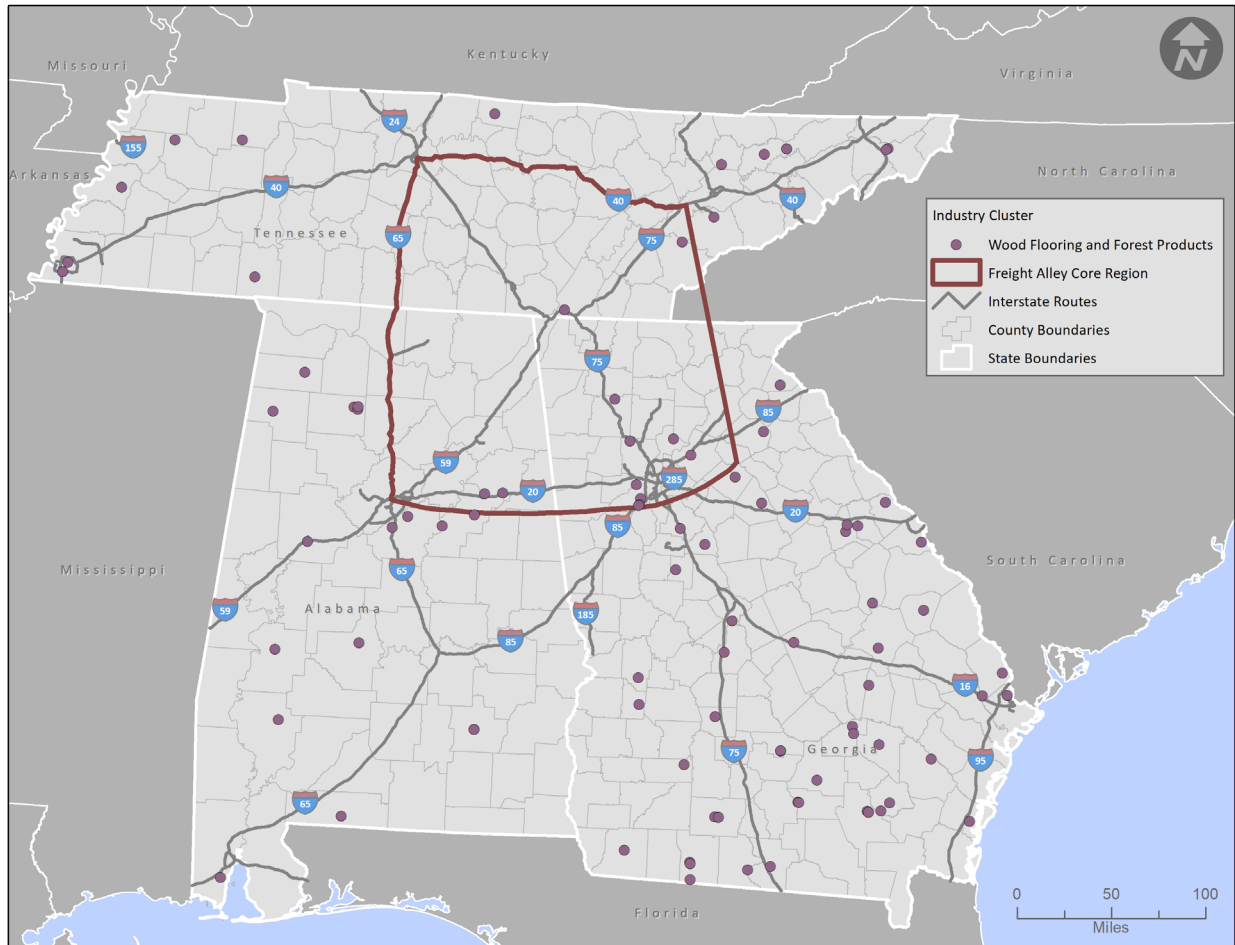 Kentucky
Missouri
Virginia
N
24
155
Arkansas
40
North Carolina
40
40
Tennessee
65
75
Industry Cluster
Wood Flooring and Forest Products
Freight Alley Core Region
Interstate Routes
County Boundaries
State Boundaries
75
85
59
285
20
20
85
South Carolina
Mississippi
65
59
Alabama
185
85
16
75
Georgia
95
65
0 50 100
Miles
Florida